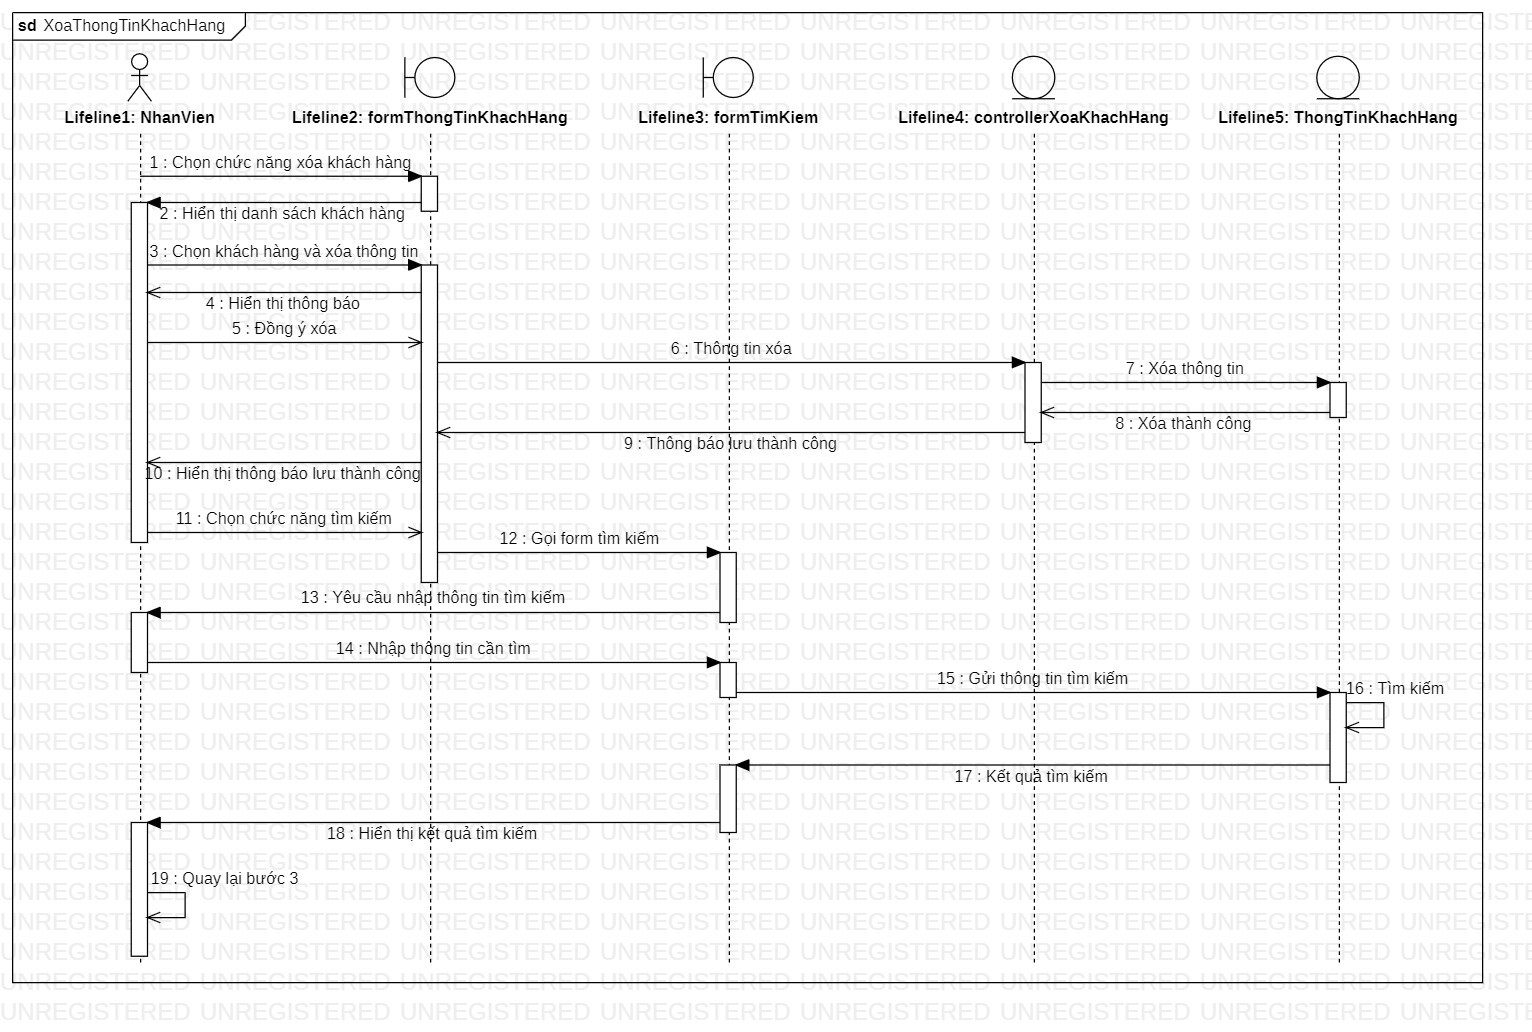 sd XoaThongTinKhachHang
Lifeline1: NhanVien
Lifeline2: formThongTinKhachHang
Lifeline3: formTimKiem
Lifeline4: controllerXoaKhachHang
Lifeline5: ThongTinKhachHang
1 : Chọn chức năng xóa khách hàng
2 : Hiển thị danh sách khách hàng
3 : Chọn khách hàng và xóa thông tin
4 : Hiển thị thông báo
5 : Đồng ý xóa
6 : Thông tin xóa
7 : Xóa thông tin
8 : Xóa thành công
9 : Thông báo lưu thành công
10 : Hiển thị thông báo lưu thành công
11 : Chọn chức năng tìm kiếm
12 : Gọi form tìm kiếm
13 : Yêu cầu nhập thông tin tìm kiếm
14 : Nhập thông tin cần tìm
15 : Gửi thông tin tìm kiếm
16 : Tìm kiếm
17 : Kết quả tìm kiếm
18 : Hiển thị kết quả tìm kiếm
19 : Quay lại bước 3
UNREGISTERED